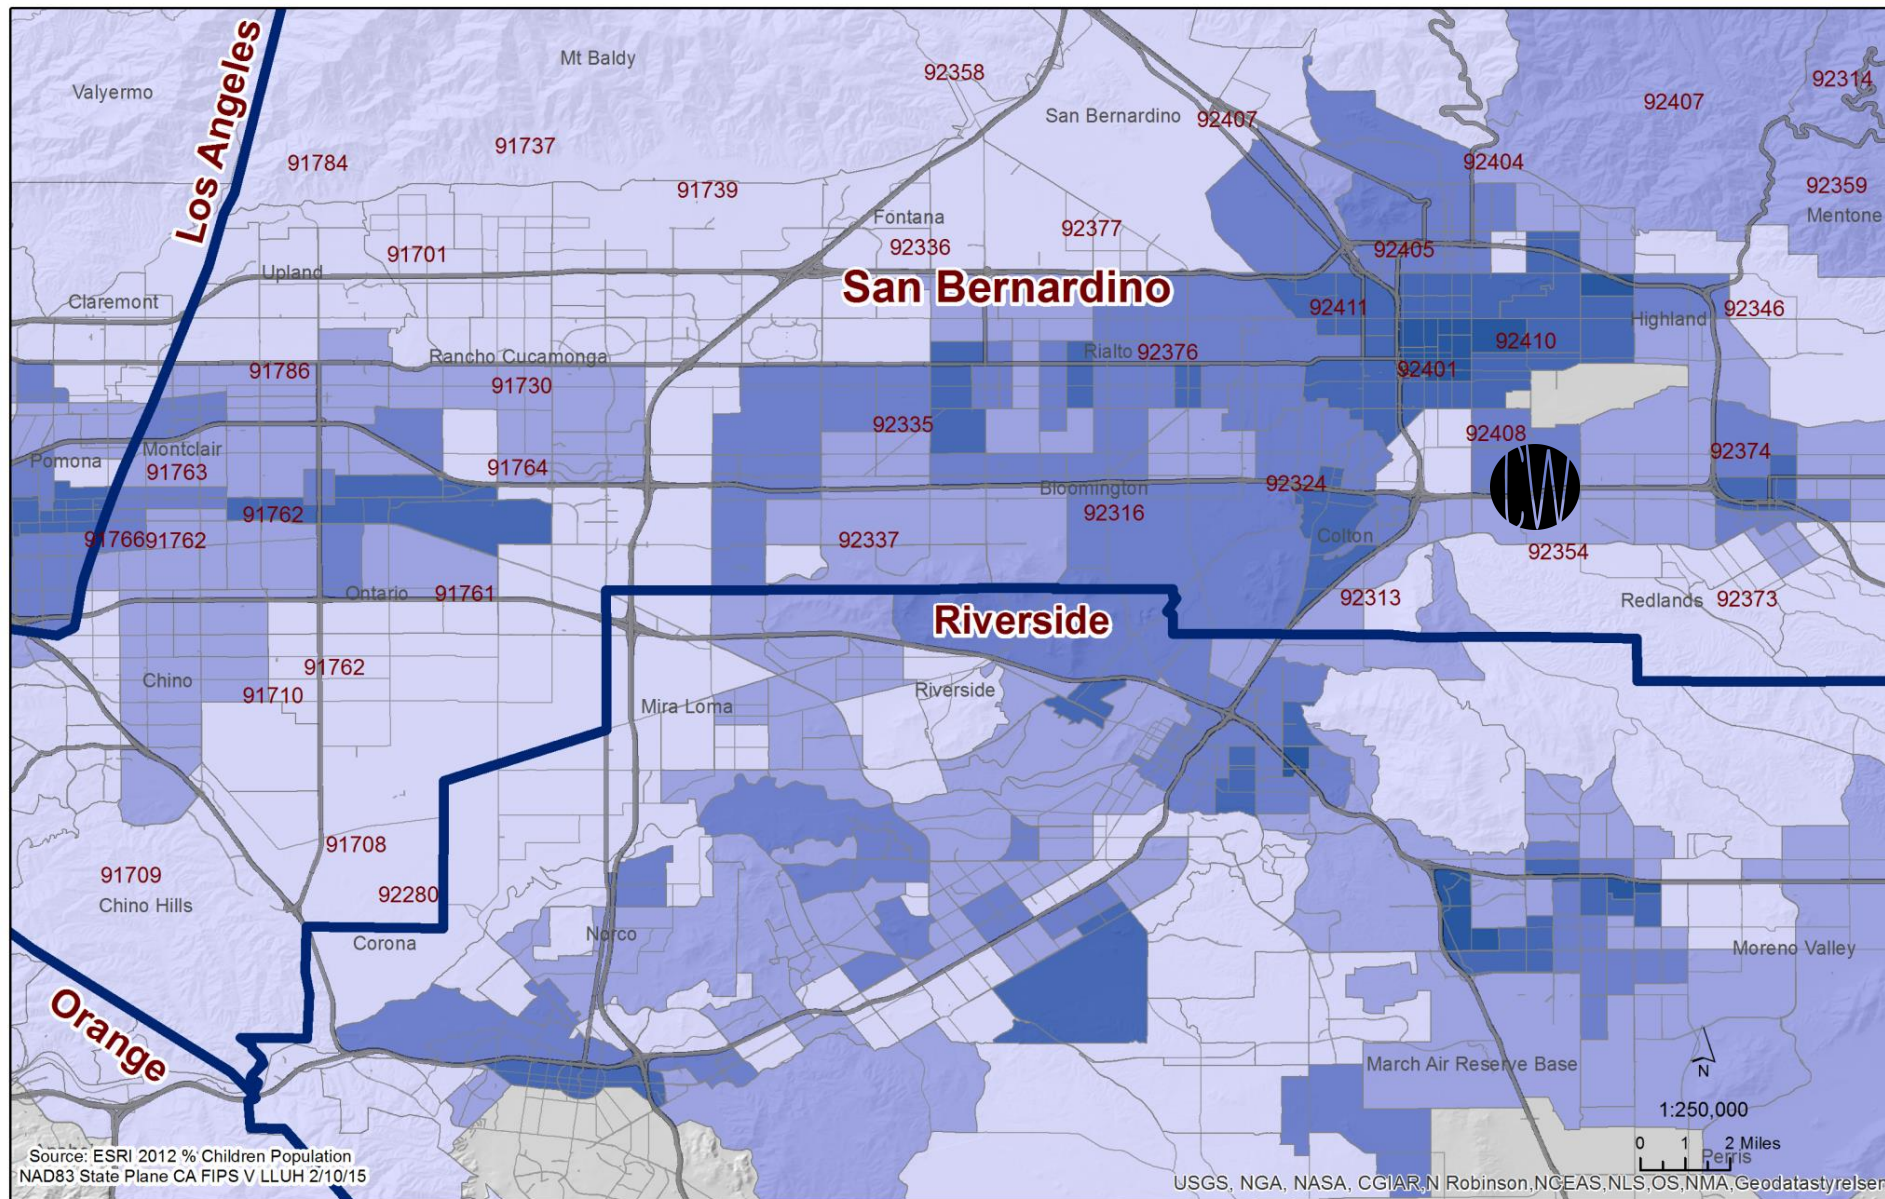 Los Angeles
Mt Baldy
Valyermo
92358
92314
92407
San Bernardino
92407
91737
91784
92404
91739
92359
Mentone
Fontana
92377
92336
91701
92405
Upland
San Bernardino
Claremont
92411
92346
Highland
92410
Rancho Cucamonga
Rialto 92376
91786
92401
91730
92335
92408
Montclair
92374
Pomona
91763
91764
92324
Bloomington
CW
91762
92316
91766
91762
92337
Colton
92354
Ontario
91761
92313
Redlands
92373
Riverside
91762
Chino
91710
Riverside
Mira Loma
91708
91709
92280
Chino Hills
Norco
Corona
Moreno Valley
Orange
March Air Reserve Base
N
1:250,000
0 1 2 Miles
Perris
Source: ESRI 2012 % Children Population
NAD83 State Plane CA FIPS V LLUH 2/10/15
USGS, NGA, NASA, CGIAR,N Robinson,NCEAS,NLS,OS,NMA,Geodatastyrelsen